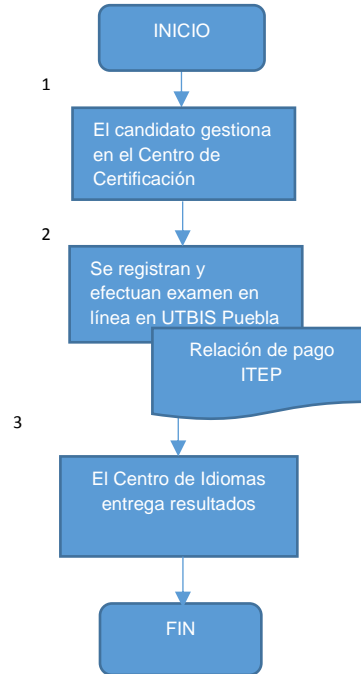 INICIO
1
El candidato gestiona
en el Centro de
Certificación
2
Se registran y
efectuan examen en
línea en UTBIS Puebla
Relación de pago
ITEP
3
El Centro de Idiomas
entrega resultados
FIN